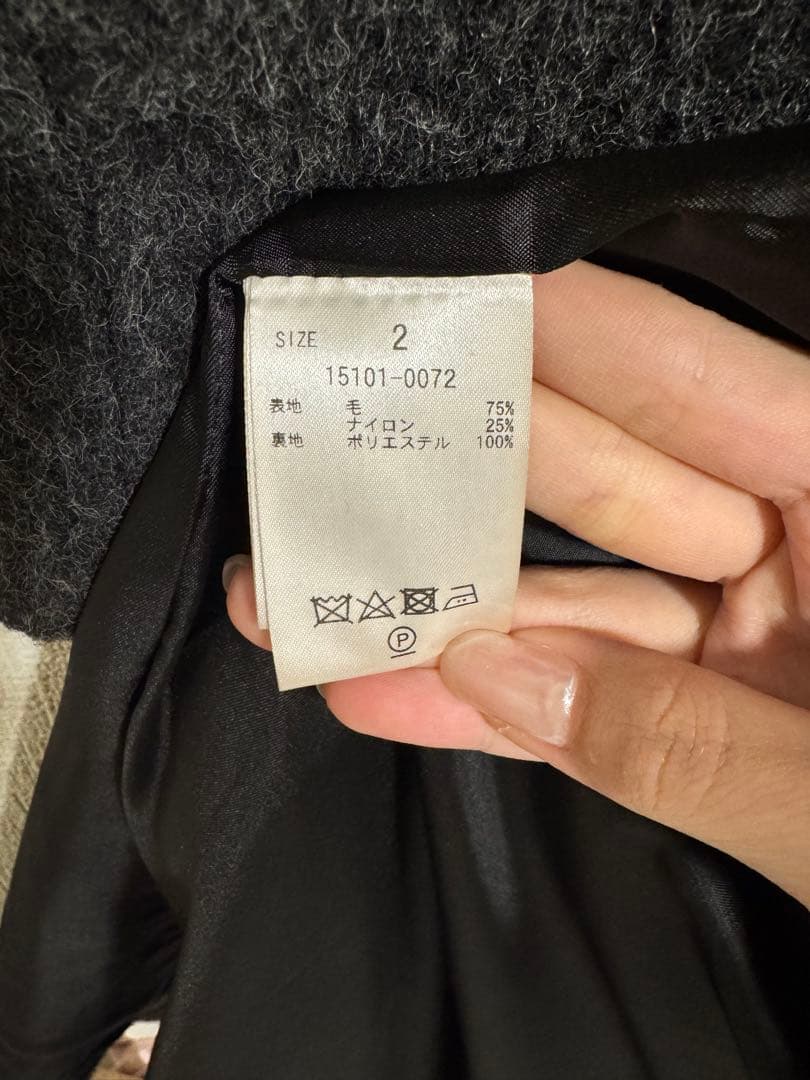 SIZE 2
15101-0072
表地 毛 75%
ナイロン 25%
裏地 ポリエステル 100%
P